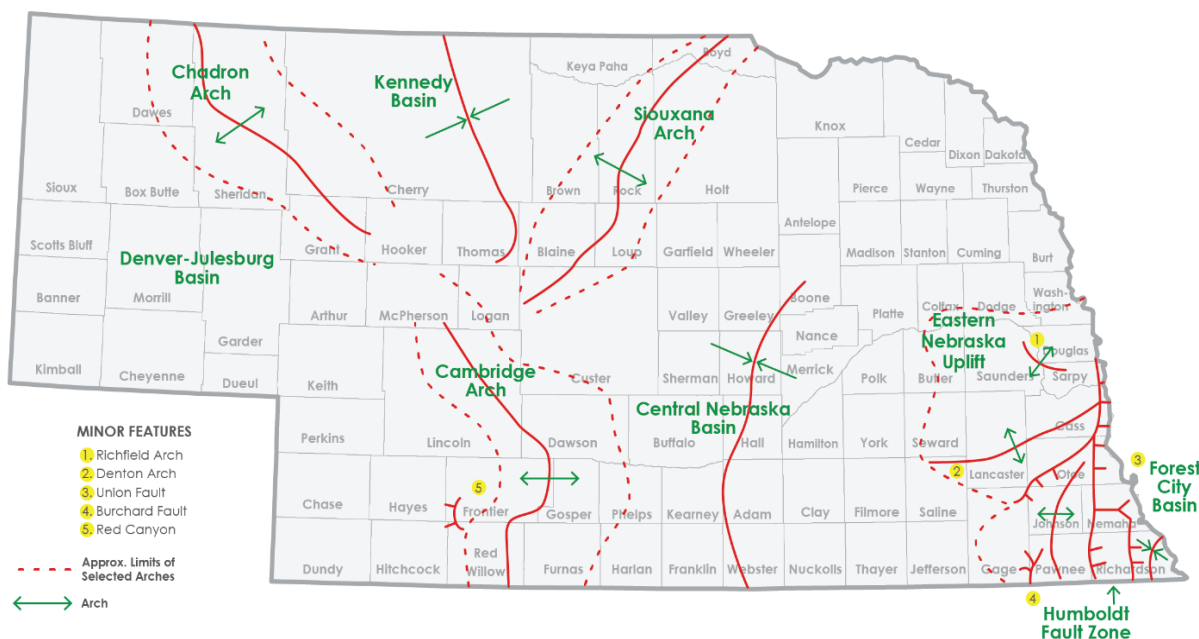 Boyd
Keya Paha
Chadron
Arch
Kennedy
Basin
Siouxana
Arch
Dawes
Knox
Cedar
Dixon
Dakota
Sioux
Box Butte
Sheridan
Cherry
Brown
Rock
Holt
Pierce
Wayne
Thurston
Antelope
Scotts Bluff
Grant
Hooker
Thomas
Blaine
Loup
Garfield
Wheeler
Madison
Stanton
Cuming
Burt
Denver-Julesburg
Basin
Banner
Morrill
Arthur
McPherson
Logan
Valley
Greeley
Boone
Nance
Platte
Colfax
Dodge
Wash-
ington
Garder
Eastern
Nebraska
Uplift
1
Douglas
Kimball
Cheyenne
Dueul
Keith
Cambridge
Arch
Custer
Sherman
Howard
Merrick
Polk
Butler
Saunders
Sarpy
Central Nebraska
Basin
Perkins
Lincoln
Dawson
Buffalo
Hall
Hamilton
York
Seward
Cass
2
Lancaster
Otoe
3
Forest
City
Basin
Chase
Hayes
5
Frontier
Gosper
Phelps
Kearney
Adam
Clay
Filmore
Saline
Johnson
Nemaha
Dundy
Hitchcock
Red
Willow
Furnas
Harlan
Franklin
Webster
Nuckolls
Thayer
Jefferson
Gage
Pawnee
Richardson
4
Humboldt
Fault Zone
MINOR FEATURES
1. Richfield Arch
2. Denton Arch
3. Union Fault
4. Burchard Fault
5. Red Canyon
Approx. Limits of
Selected Arches
Arch